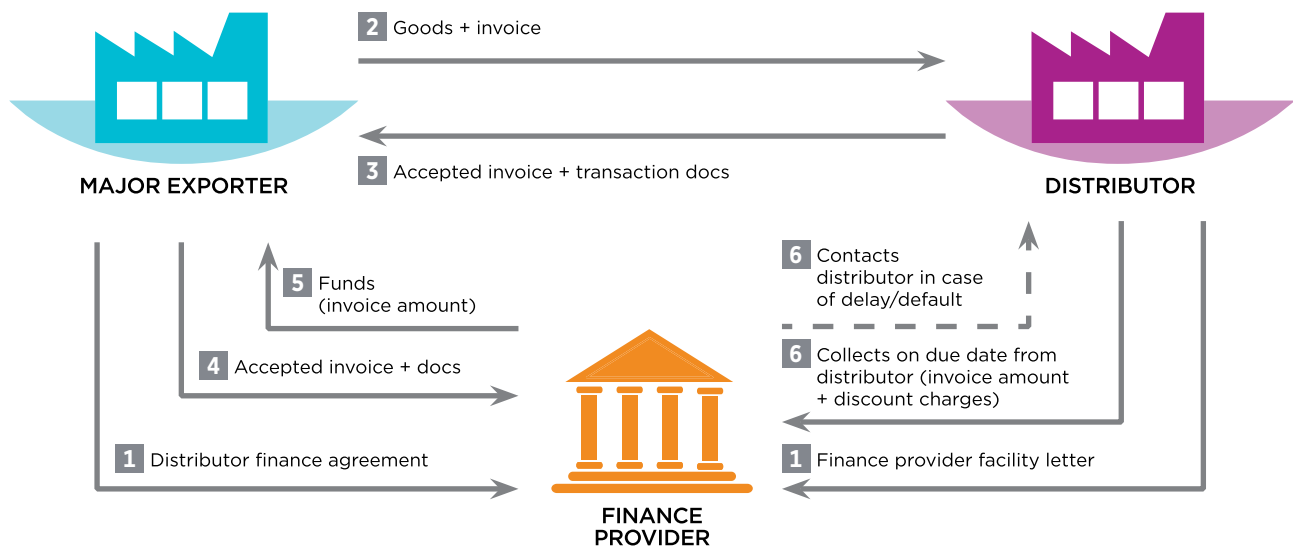 2 Goods + invoice
3 Accepted invoice + transaction docs
MAJOR EXPORTER
DISTRIBUTOR
5 Funds
(invoice amount)
6 Contacts
distributor in case
of delay/default
4 Accepted invoice + docs
6 Collects on due date from
distributor (invoice amount
+ discount charges)
1 Distributor finance agreement
1 Finance provider facility letter
FINANCE
PROVIDER